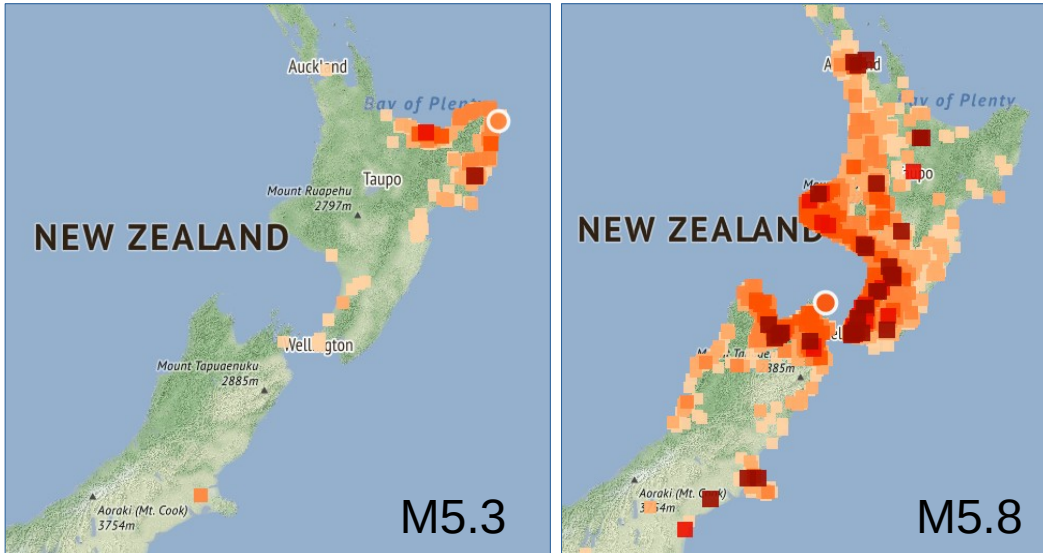 Auckland
Bay of Plenty
Taupo
Mount Ruapehu
2797m
NEW ZEALAND
Wellington
Mount Tapuaenuku
2885m
Aoraki (Mt. Cook)
3754m
M5.3
Bay of Plenty
NEW ZEALAND
Aoraki (Mt. Cook)
M5.8